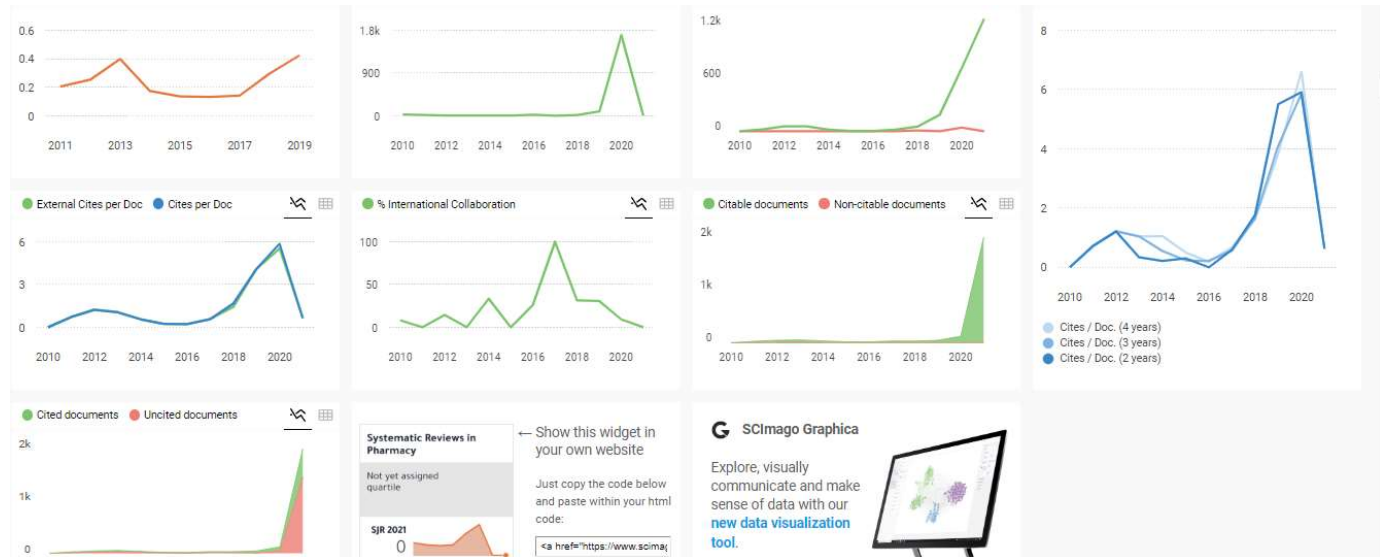 0.6
0.4
0.2
0
2011 2013 2015 2017 2019
1.8k
900
0
2010 2012 2014 2016 2018 2020
1.2k
600
0
2010 2012 2014 2016 2018 2020
8
6
4
2
0
2010 2012 2014 2016 2018 2020
Cites / Doc. (4 years)
Cites / Doc. (3 years)
Cites / Doc. (2 years)
External Cites per Doc Cites per Doc
6
3
0
2010 2012 2014 2016 2018 2020
% International Collaboration
100
50
0
2010 2012 2014 2016 2018 2020
Citable documents Non-citable documents
2k
1k
0
2010 2012 2014 2016 2018 2020
Cited documents Uncited documents
2k
1k
0
Systematic Reviews in
Pharmacy
Not yet assigned
quartile
SJR 2021
0
← Show this widget in
your own website
Just copy the code below
and paste within your html
code:
<a href="https://www.scimag
G SCImago Graphica
Explore, visually
communicate and make
sense of data with our
new data visualization
tool.